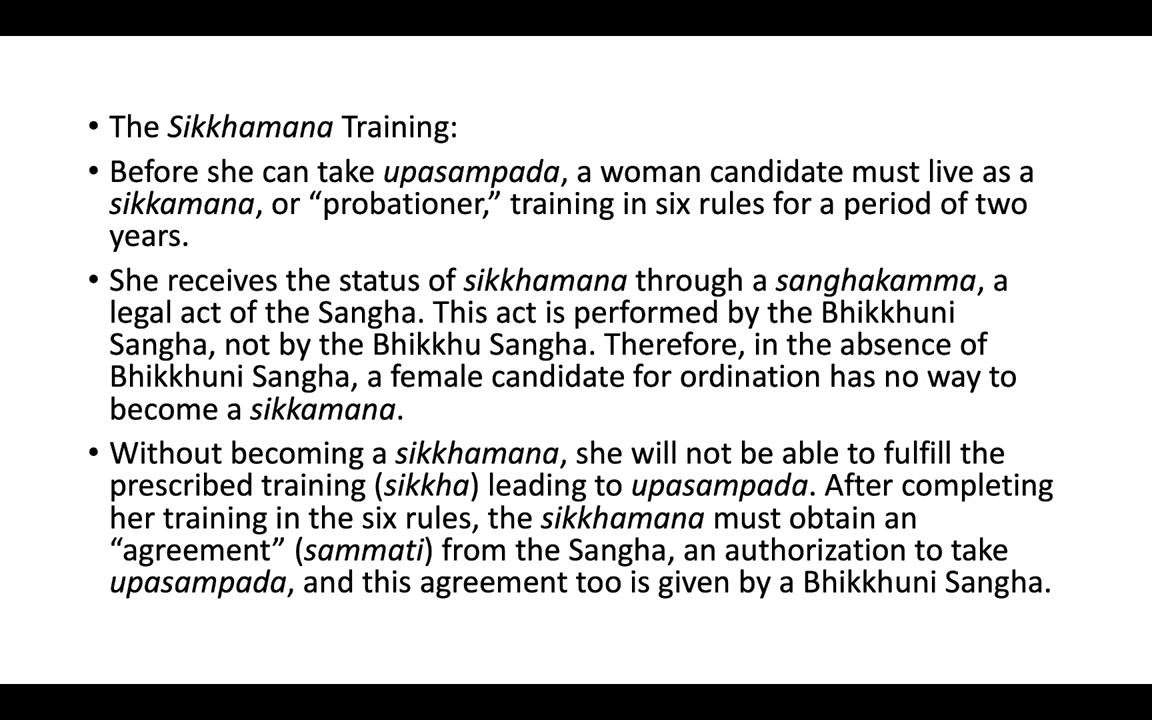 • The Sikkhamana Training:
• Before she can take upasampada, a woman candidate must live as a
sikkamana, or “probationer,” training in six rules for a period of two
years.
• She receives the status of sikkhamana through a sanghakamma, a
legal act of the Sangha. This act is performed by the Bhikkhuni
Sangha, not by the Bhikkhu Sangha. Therefore, in the absence of
Bhikkhuni Sangha, a female candidate for ordination has no way to
become a sikkamana.
• Without becoming a sikkhamana, she will not be able to fulfill the
prescribed training (sikkha) leading to upasampada. After completing
her training in the six rules, the sikkhamana must obtain an
“agreement” (sammati) from the Sangha, an authorization to take
upasampada, and this agreement too is given by a Bhikkhuni Sangha.